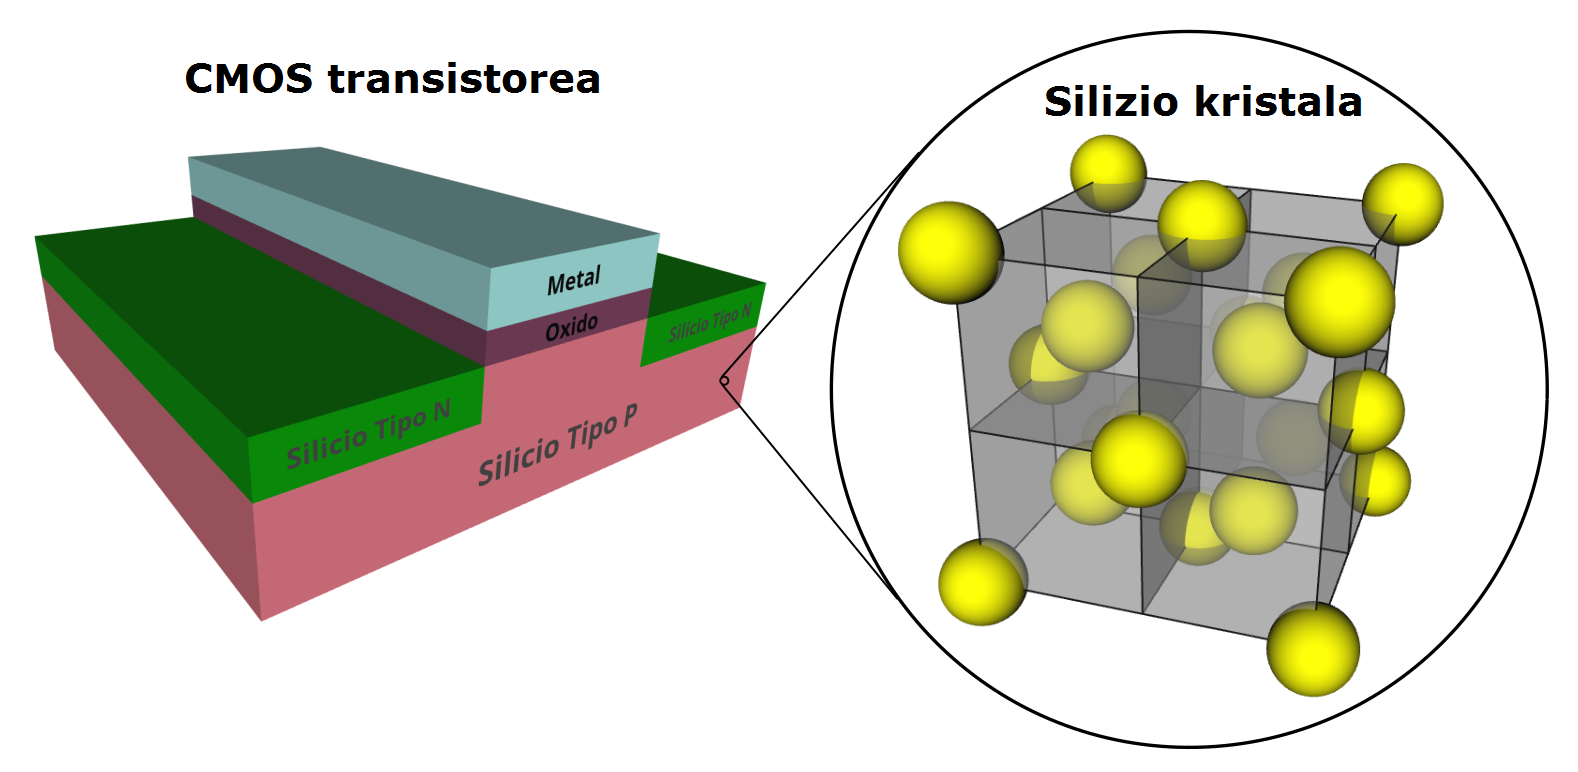 CMOS transistorea
Silizio kristala
Metal
Oxido
Silicio Tipo N
Silicio Tipo N
Silicio Tipo P